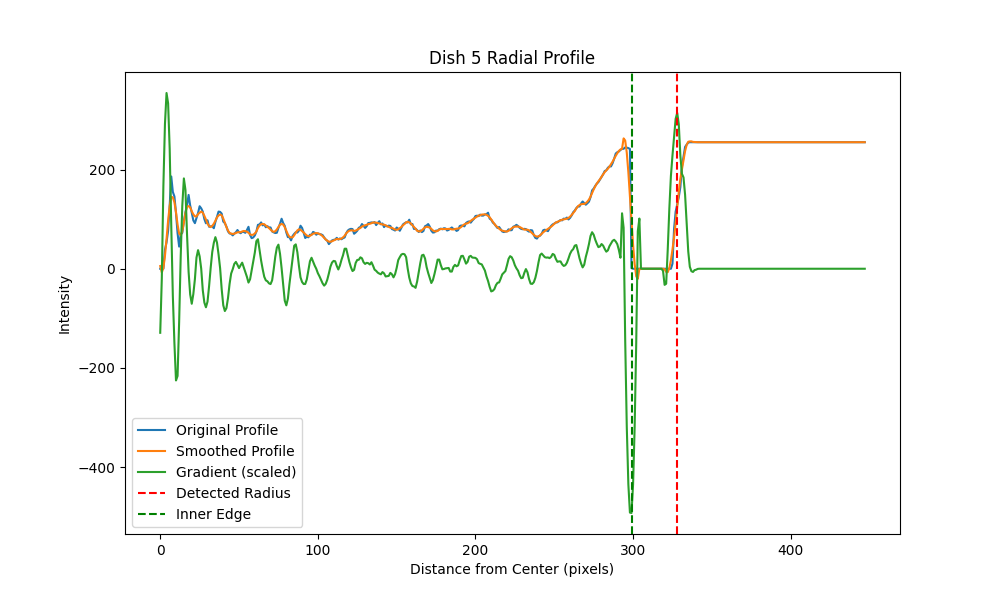 Dish 5 Radial Profile
Intensity
200
0
−200
−400
Original Profile
Smoothed Profile
Gradient (scaled)
Detected Radius
Inner Edge
0 100 200 300 400
Distance from Center (pixels)